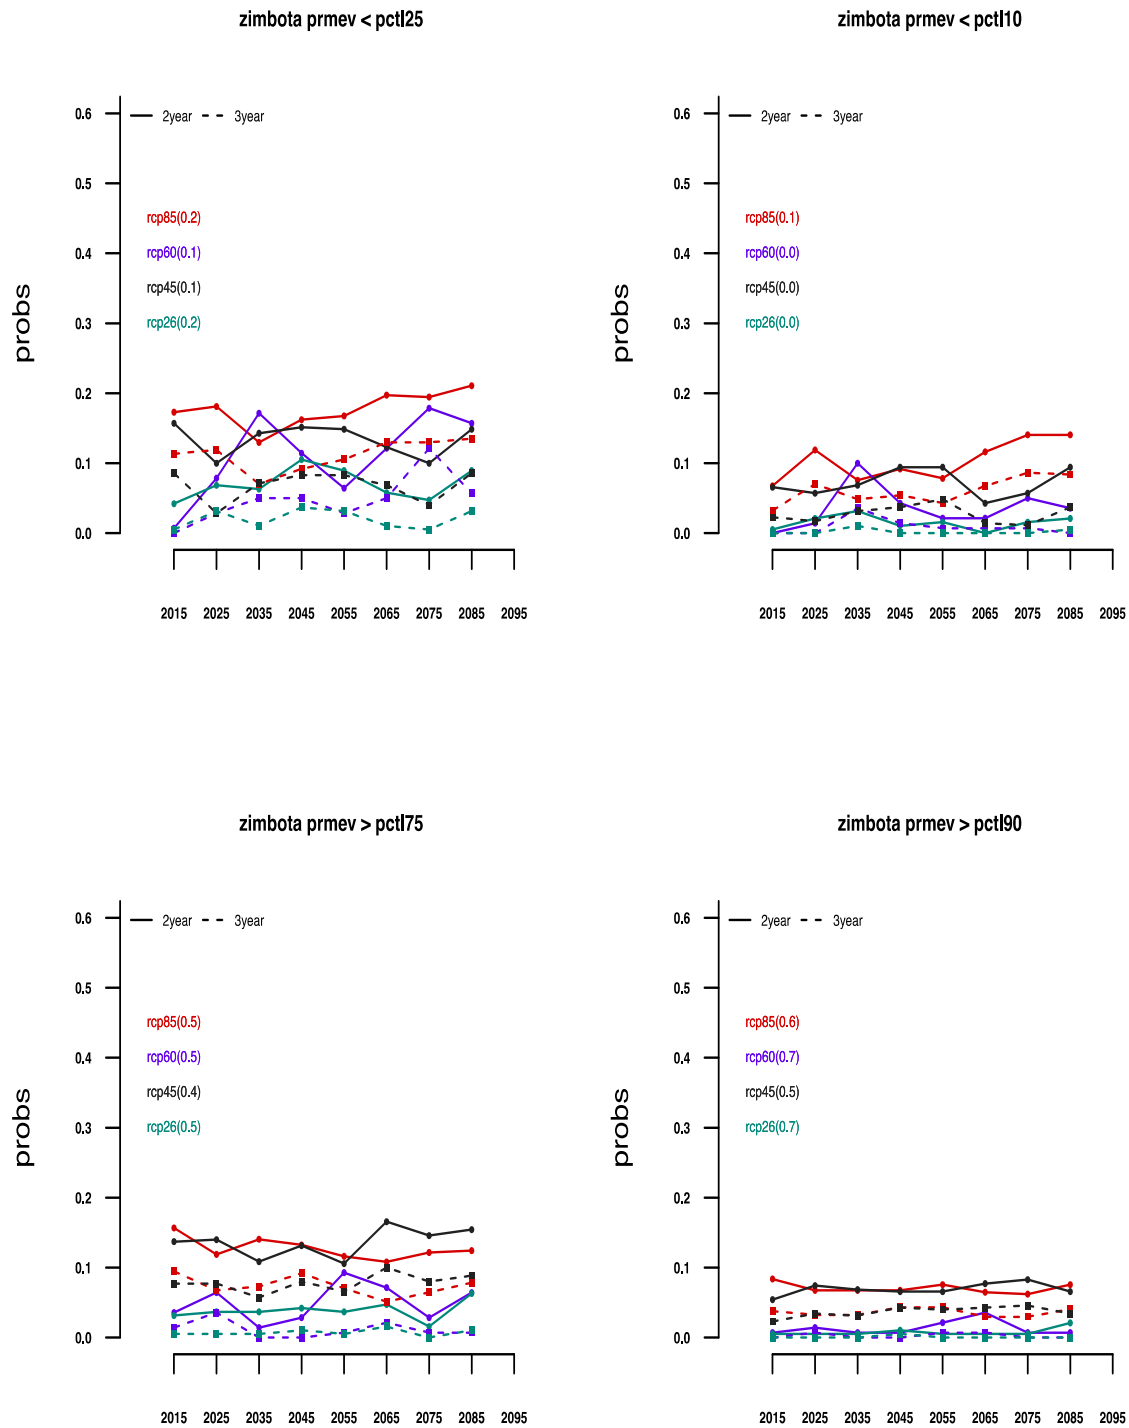 zimbota prmev < pctl25
0.6
0.5
0.4
0.3
0.2
0.1
0.0
probs
2year 3year
rcp85(0.2)
rcp60(0.1)
rcp45(0.1)
rcp26(0.2)
2015 2025 2035 2045 2055 2065 2075 2085 2095
zimbota prmev < pctl10
0.6
0.5
0.4
0.3
0.2
0.1
0.0
probs
2year 3year
rcp85(0.1)
rcp60(0.0)
rcp45(0.0)
rcp26(0.0)
2015 2025 2035 2045 2055 2065 2075 2085 2095
zimbota prmev > pctl75
0.6
0.5
0.4
0.3
0.2
0.1
0.0
probs
2year 3year
rcp85(0.5)
rcp60(0.5)
rcp45(0.4)
rcp26(0.5)
2015 2025 2035 2045 2055 2065 2075 2085 2095
zimbota prmev > pctl90
0.6
0.5
0.4
0.3
0.2
0.1
0.0
probs
2year 3year
rcp85(0.6)
rcp60(0.7)
rcp45(0.5)
rcp26(0.7)
2015 2025 2035 2045 2055 2065 2075 2085 2095